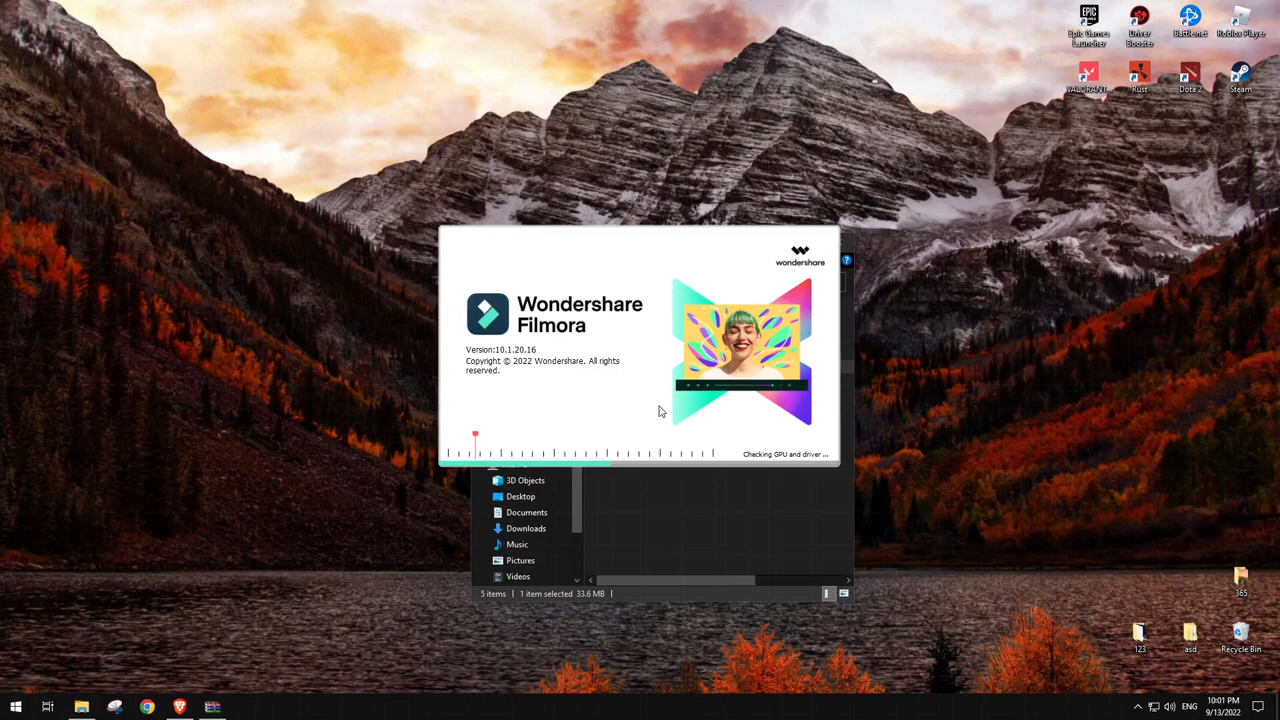 Epic Games
Launcher
Driver
Booster
Battle.net
Roblox Player
VALORANT...
Rust
Dota 2
Steam
wondershare
Wondershare
Filmora
Version:10.1.20.16
Copyright © 2022 Wondershare. All rights
reserved.
Checking GPU and driver ...
3D Objects
Desktop
Documents
Downloads
Music
Pictures
Videos
5 items
1 item selected 33.6 MB
365
123
asd
Recycle Bin
ENG
10:01 PM
9/13/2022